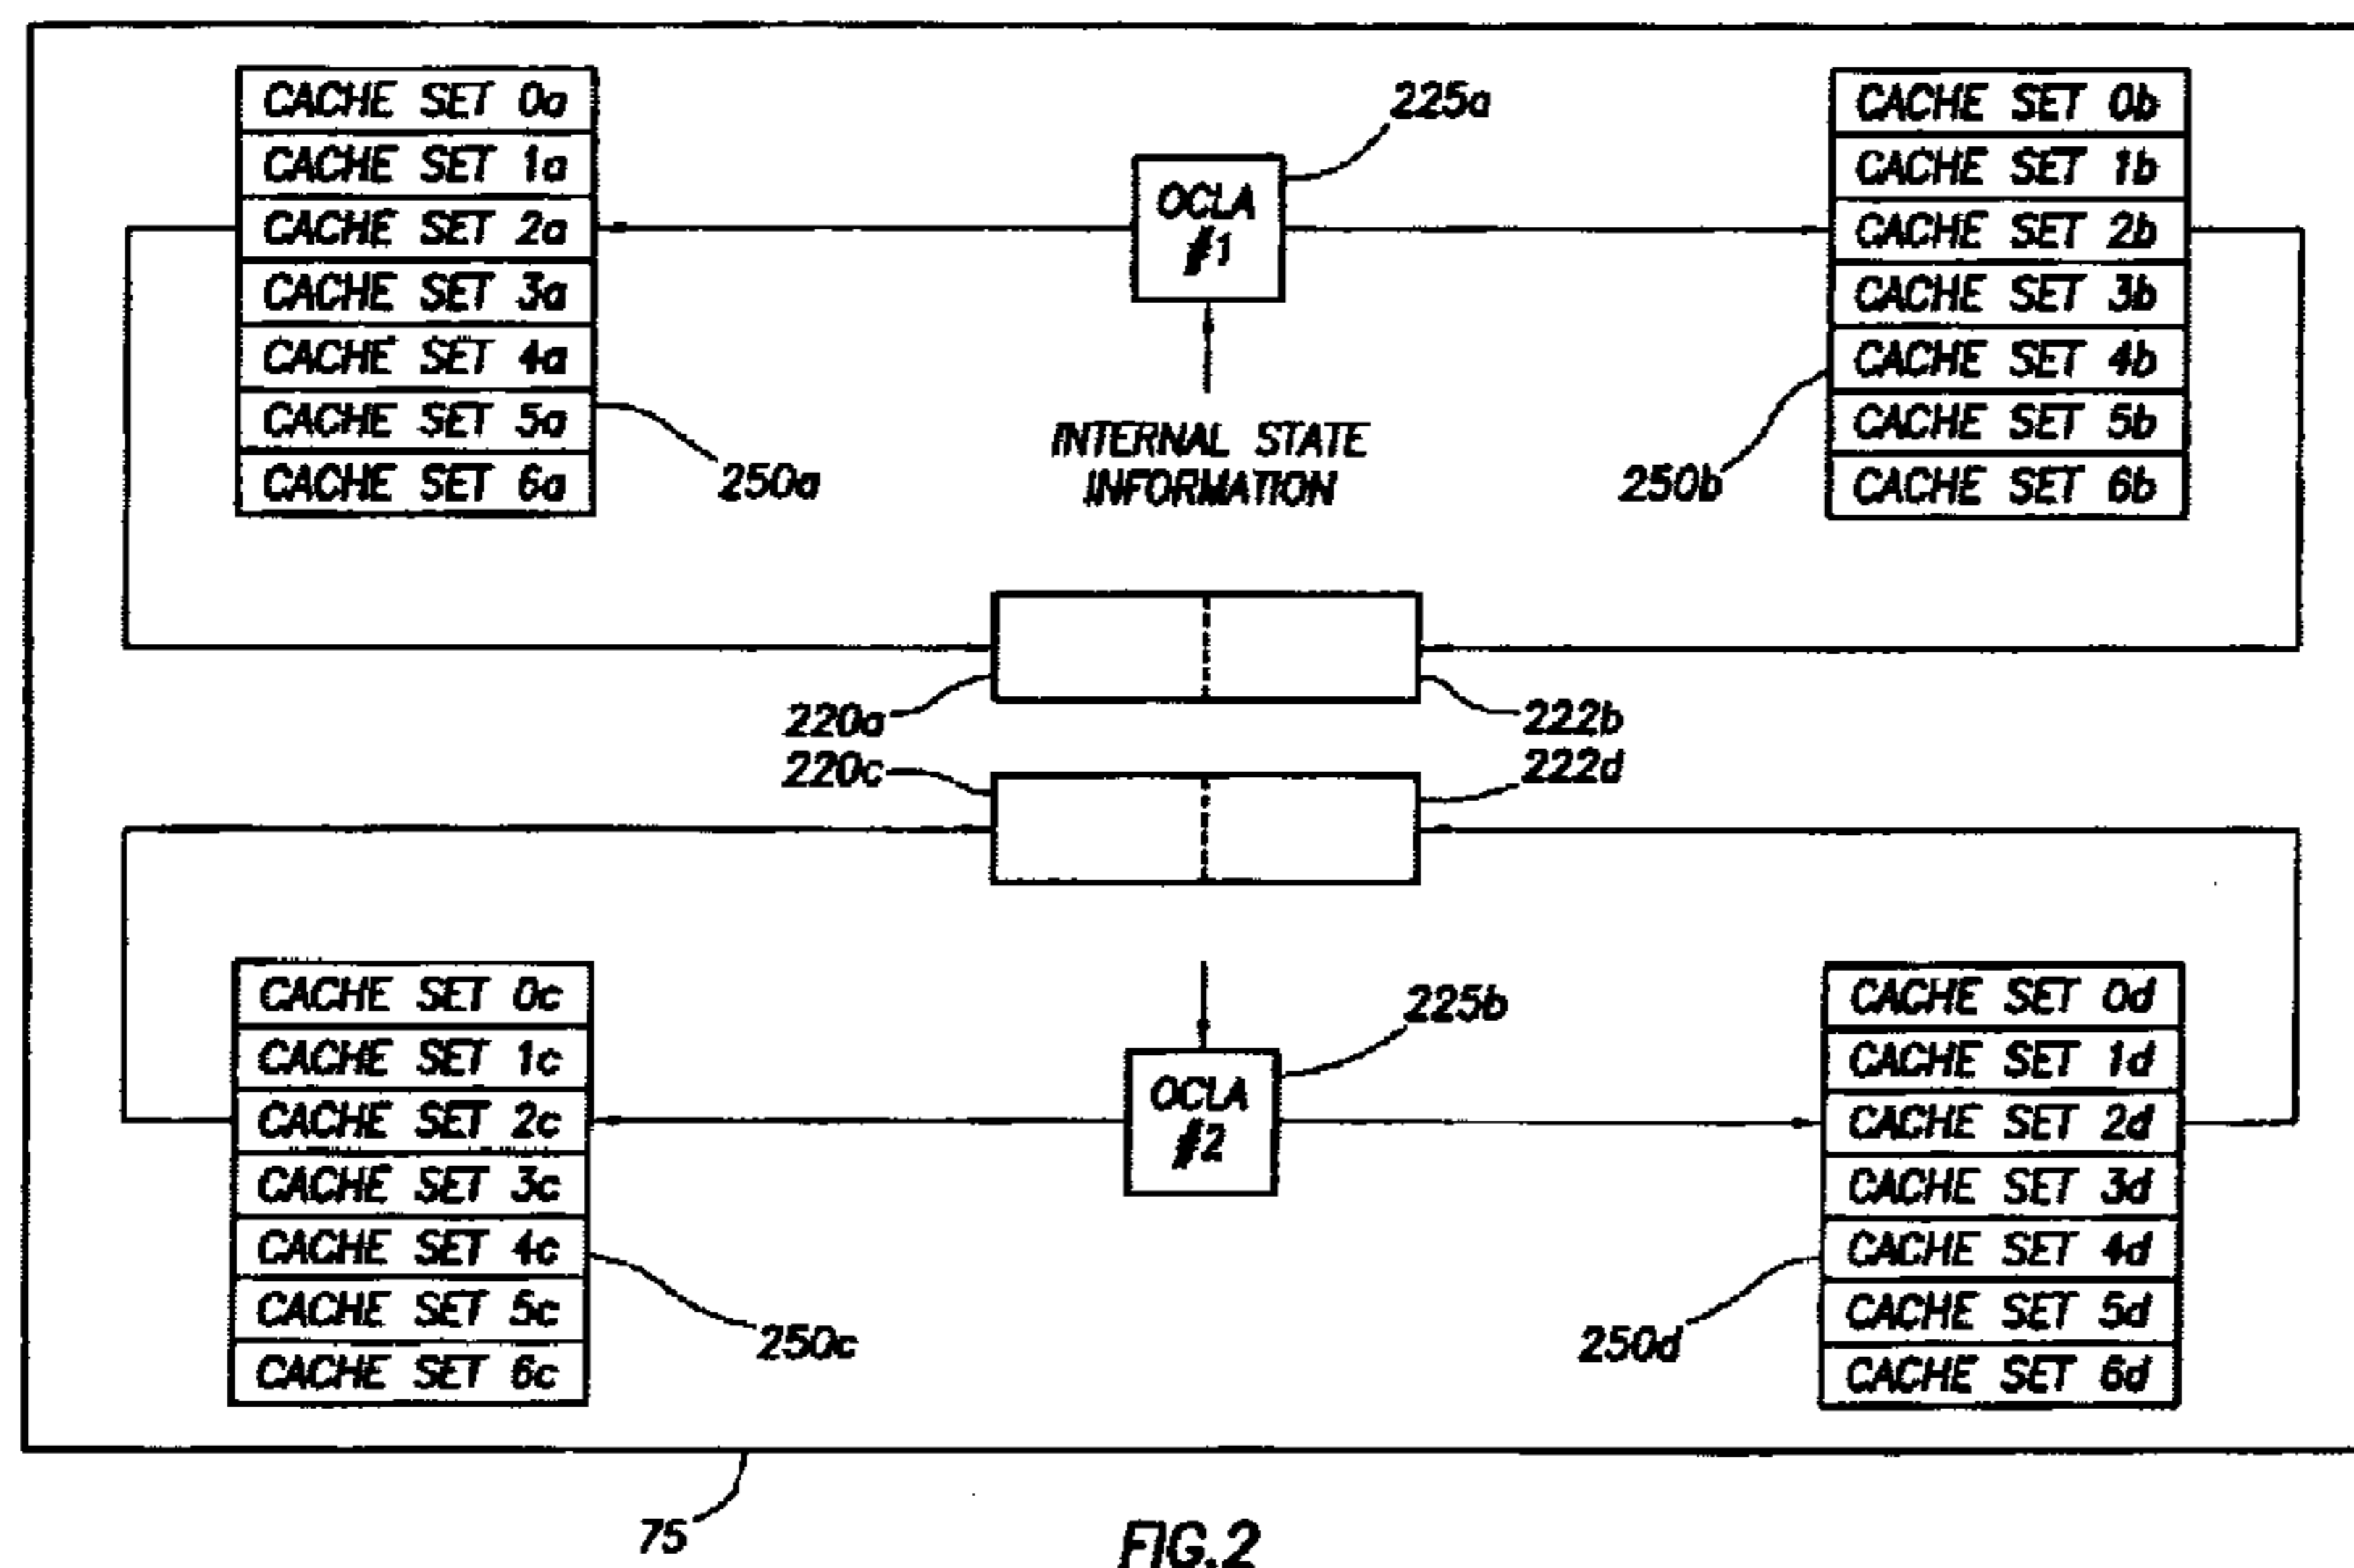 CACHE SET 0a
CACHE SET 1a
CACHE SET 2a
CACHE SET 3a
CACHE SET 4a
CACHE SET 5a
CACHE SET 6a
250a
225a
OCLA
#1
INTERNAL STATE
INFORMATION
CACHE SET 0b
CACHE SET 1b
CACHE SET 2b
CACHE SET 3b
CACHE SET 4b
CACHE SET 5b
CACHE SET 6b
250b
220a
222b
220c
222d
CACHE SET 0c
CACHE SET 1c
CACHE SET 2c
CACHE SET 3c
CACHE SET 4c
CACHE SET 5c
CACHE SET 6c
250c
225b
OCLA
#2
CACHE SET 0d
CACHE SET 1d
CACHE SET 2d
CACHE SET 3d
CACHE SET 4d
CACHE SET 5d
CACHE SET 6d
250d
75
FIG.2